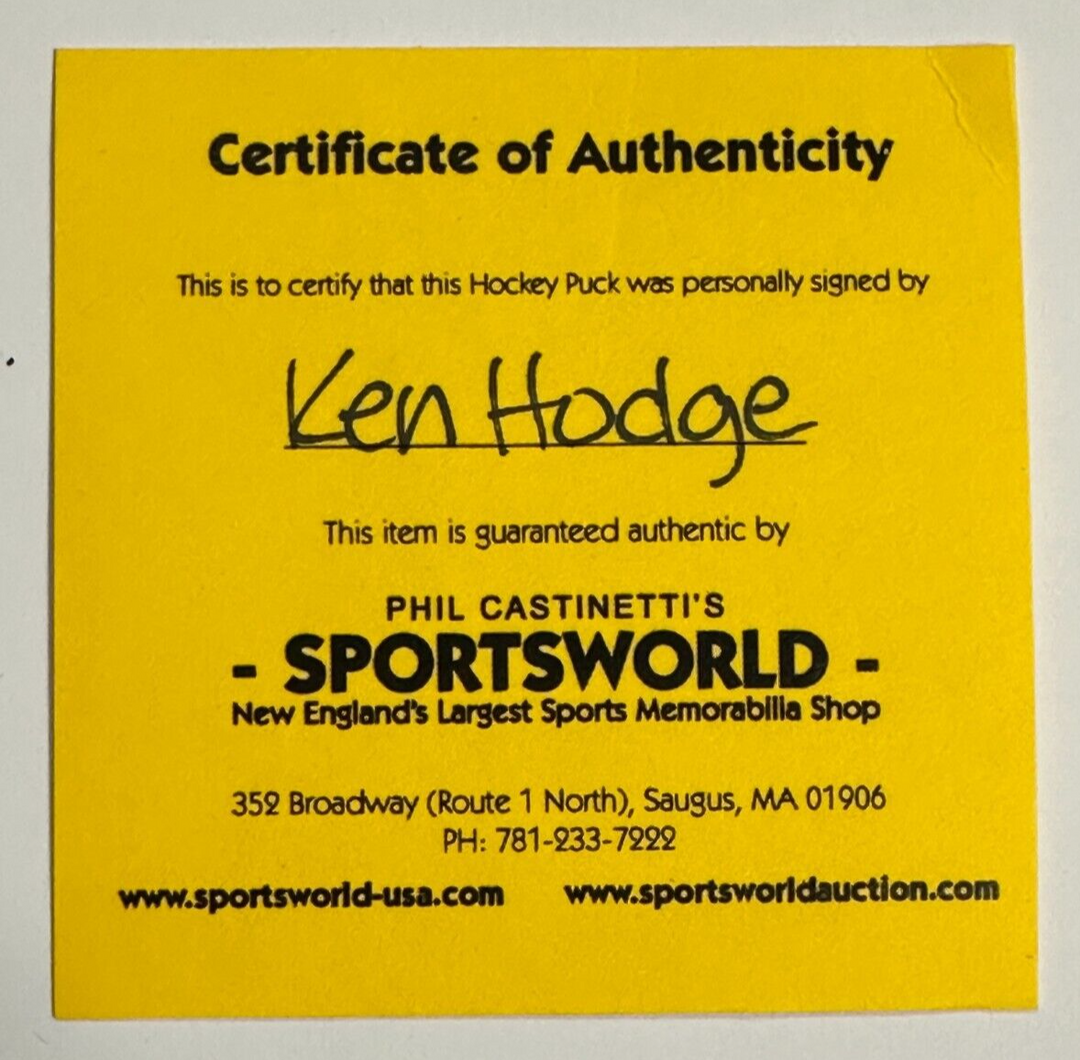 Certificate of Authenticity
This is to certify that this Hockey Puck was personally signed by
Ken Hodge
This item is guaranteed authentic by
PHIL CASTINETTI'S
- SPORTSWORLD -
New England's Largest Sports Memorabilia Shop
352 Broadway (Route 1 North), Saugus, MA 01906
PH: 781-233-7222
www.sportsworld-usa.com www.sportsworldauction.com